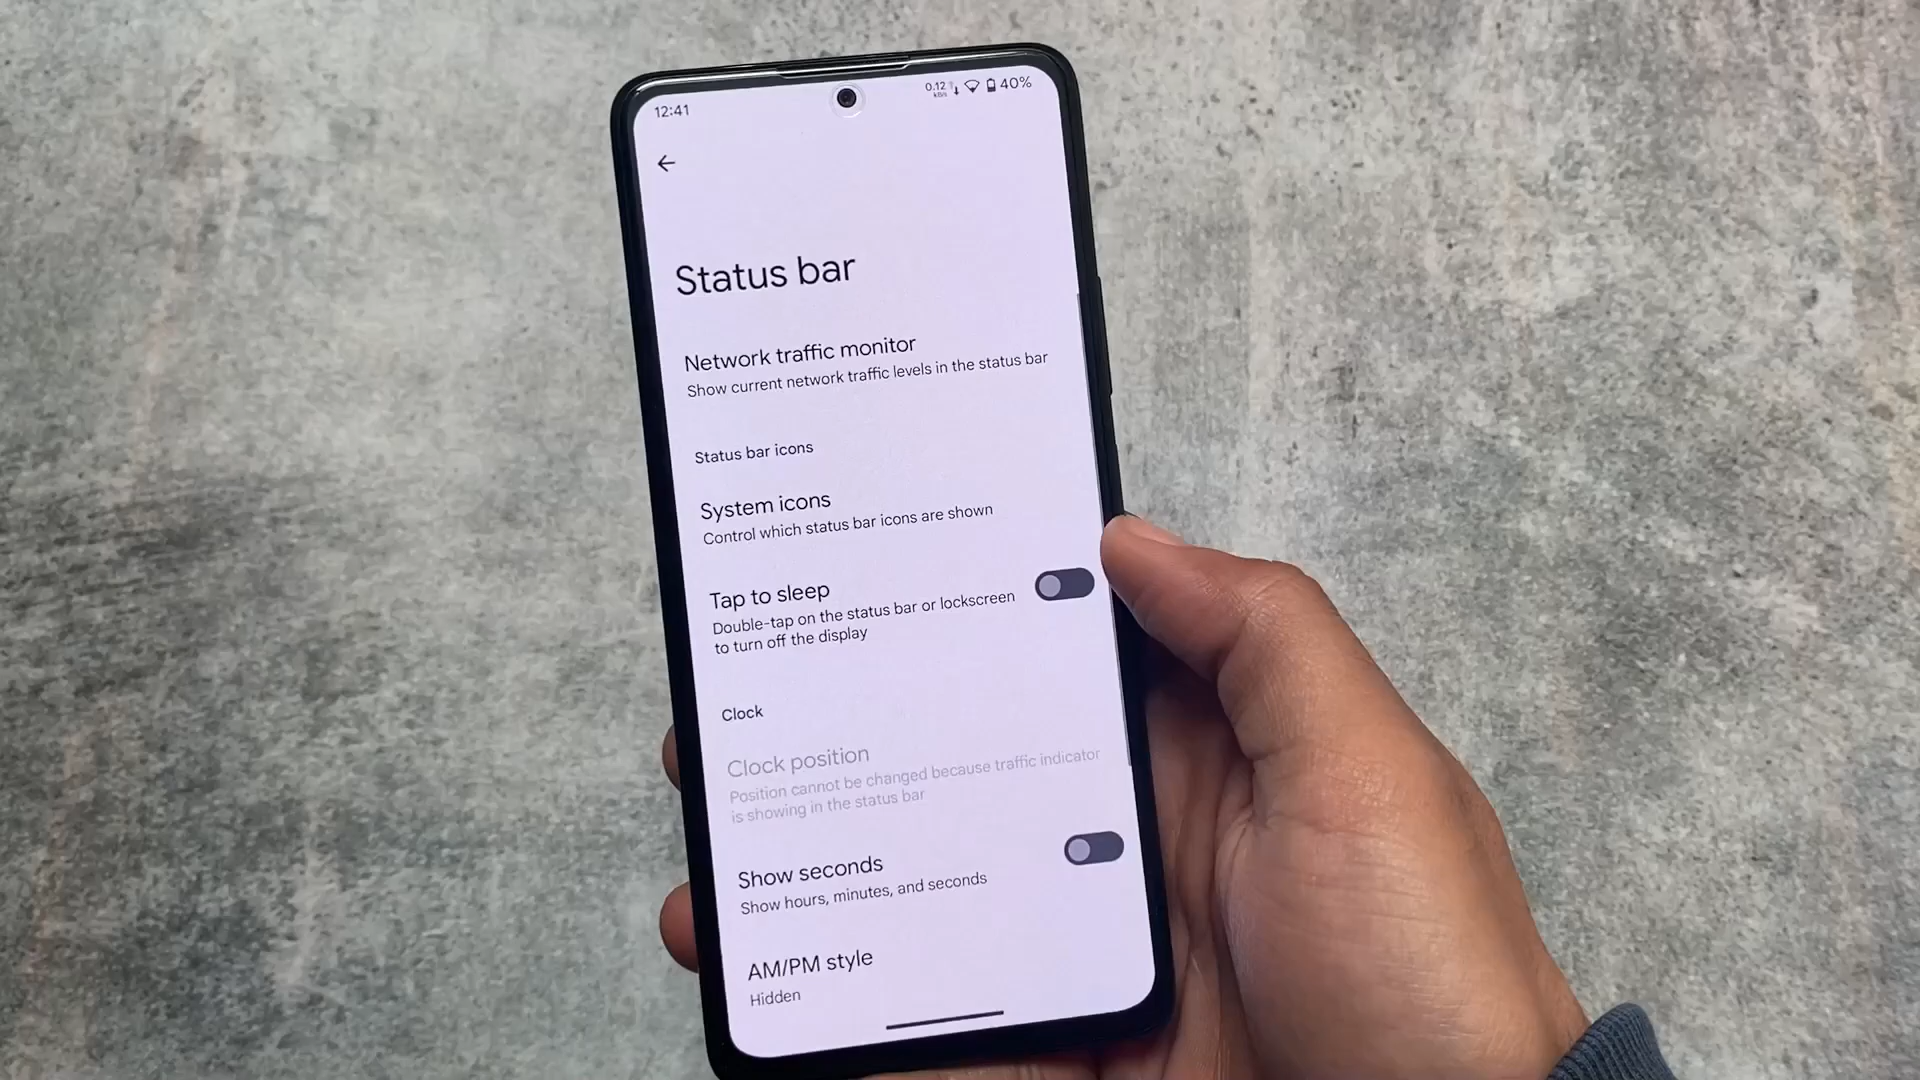 12:41
0.12
kB/s
40%
Status bar
Network traffic monitor
Show current network traffic levels in the status bar
Status bar icons
System icons
Control which status bar icons are shown
Tap to sleep
Double-tap on the status bar or lockscreen
to turn off the display
Clock
Clock position
Position cannot be changed because traffic indicator
is showing in the status bar
Show seconds
Show hours, minutes, and seconds
AM/PM style
Hidden